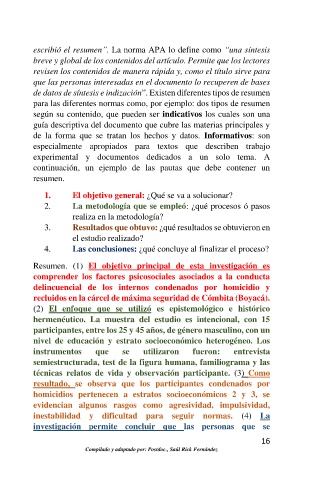 escribió el resumen”. La norma APA lo define como “una síntesis
breve y global de los contenidos del artículo. Permite que los lectores
revisen los contenidos de manera rápida y, como el título sirve para
que las personas interesadas en el documento lo recuperen de bases
de datos de síntesis e indización”. Existen diferentes tipos de resumen
para las diferentes normas como, por ejemplo: dos tipos de resumen
según su contenido, que pueden ser indicativos los cuales son una
guía descriptiva del documento que cubre las materias principales y
de la forma que se tratan los hechos y datos. Informativos: son
especialmente apropiados para textos que describen trabajo
experimental y documentos dedicados a un solo tema. A
continuación, un ejemplo de las pautas que debe contener un
resumen.
1. El objetivo general: ¿Qué se va a solucionar?
2. La metodología que se empleó: ¿qué procesos ó pasos
realiza en la metodología?
3. Resultados que obtuvo: ¿qué resultados se obtuvieron en
el estudio realizado?
4. Las conclusiones: ¿qué concluye al finalizar el proceso?
Resumen. (1) El objetivo principal de esta investigación es
comprender los factores psicosociales asociados a la conducta
delincuencial de los internos condenados por homicidio y
recluidos en la cárcel de máxima seguridad de Cómbita (Boyacá).
(2) El enfoque que se utilizó es epistemológico e histórico
hermenéutico. La muestra del estudio es intencional, con 15
participantes, entre los 25 y 45 años, de género masculino, con un
nivel de educación y estrato socioeconómico heterogéneo. Los
instrumentos que se utilizaron fueron: entrevista
semiestructurada, test de la figura humana, familiograma y las
técnicas relatos de vida y observación participante. (3) Como
resultado, se observa que los participantes condenados por
homicidios pertenecen a estratos socioeconómicos 2 y 3, se
evidencian algunos rasgos como agresividad, impulsividad,
inestabilidad y dificultad para seguir normas. (4) La
investigación permite concluir que las personas que se
16
Compilado y adaptado por: Postdoc., Saúl Rick Fernández